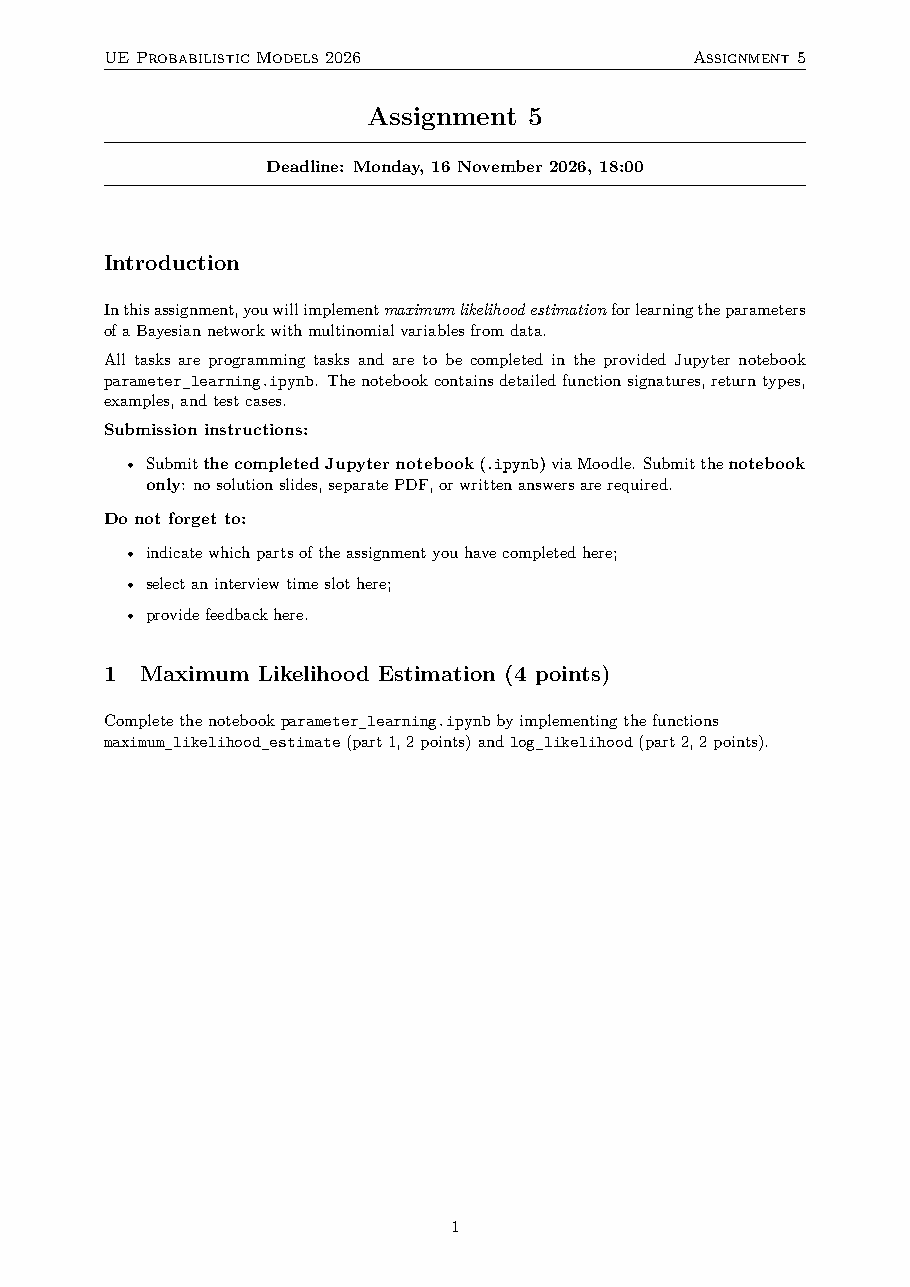 UE Probabilistic Models 2026 Assignment 5
Assignment 5
Deadline: Monday, 16 November 2026, 18:00
Introduction
In this assignment, you will implement maximum likelihood estimation for learning the parameters
of a Bayesian network with multinomial variables from data.
All tasks are programming tasks and are to be completed in the provided Jupyter notebook
parameter_learning.ipynb. The notebook contains detailed function signatures, return types,
examples, and test cases.
Submission instructions:
• Submit the completed Jupyter notebook (.ipynb) via Moodle. Submit the notebook
only: no solution slides, separate PDF, or written answers are required.
Do not forget to:
• indicate which parts of the assignment you have completed here;
• select an interview time slot here;
• provide feedback here.
1 Maximum Likelihood Estimation (4 points)
Complete the notebook parameter_learning.ipynb by implementing the functions
maximum_likelihood_estimate (part 1, 2 points) and log_likelihood (part 2, 2 points).
1